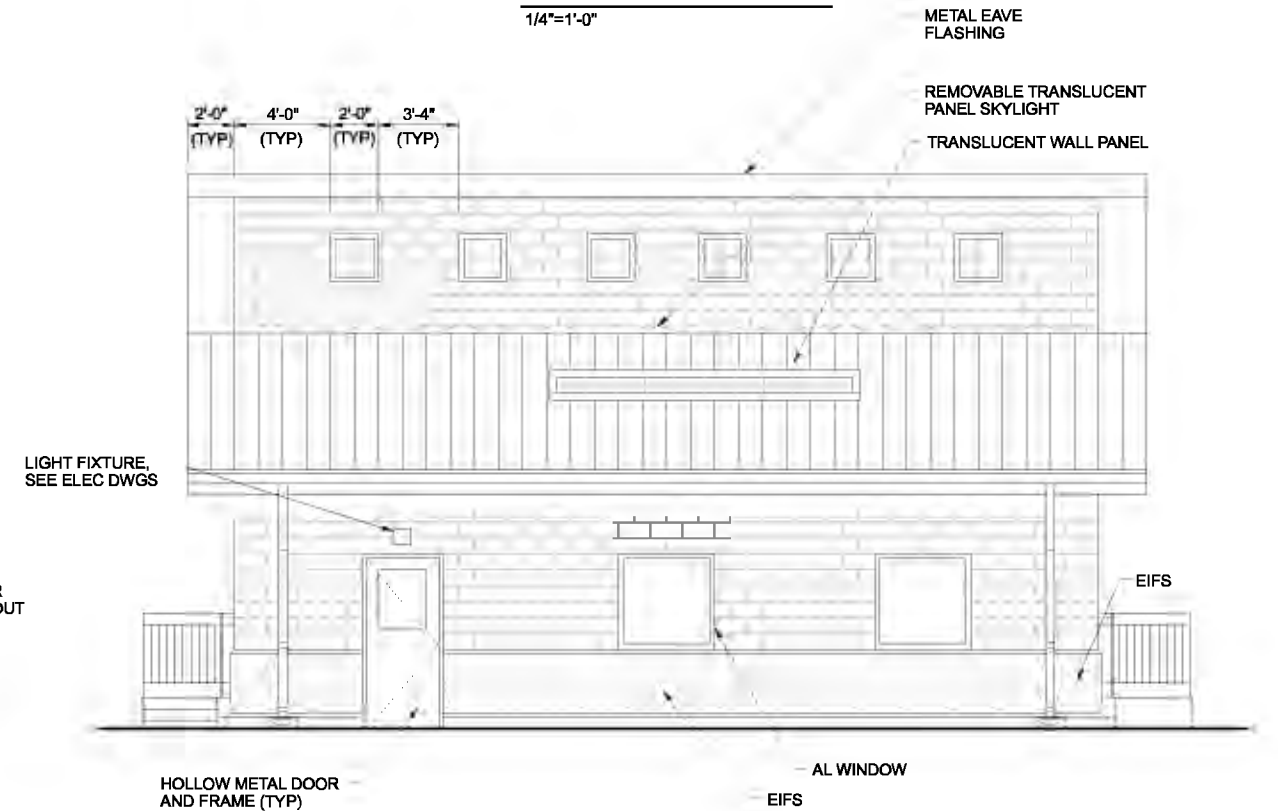 1/4"=1'-0"
METAL EAVE
FLASHING
REMOVABLE TRANSLUCENT
PANEL SKYLIGHT
TRANSLUCENT WALL PANEL
2'-0" 4'-0" 2'-0" 3'-4"
(TYP) (TYP) (TYP) (TYP)
LIGHT FIXTURE,
SEE ELEC DWGS
R
OUT
EIFS
AL WINDOW
EIFS
HOLLOW METAL DOOR
AND FRAME (TYP)